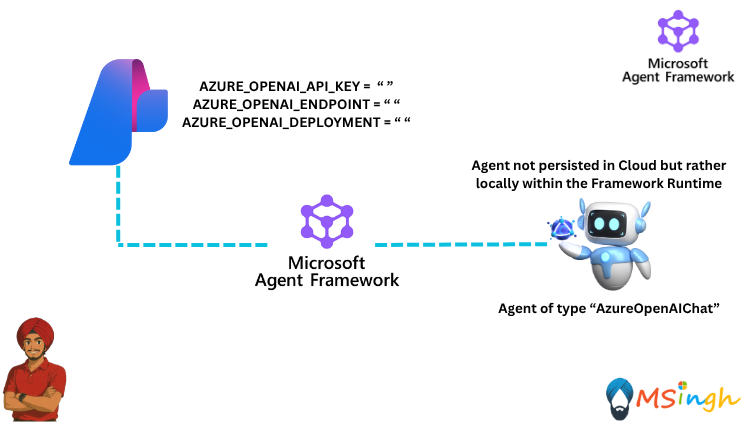 Microsoft
Agent Framework
AZURE_OPENAI_API_KEY = “ ”
AZURE_OPENAI_ENDPOINT = “ “
AZURE_OPENAI_DEPLOYMENT = “ “
Agent not persisted in Cloud but rather
locally within the Framework Runtime
Microsoft
Agent Framework
Agent of type “AzureOpenAIChat”
MSingh